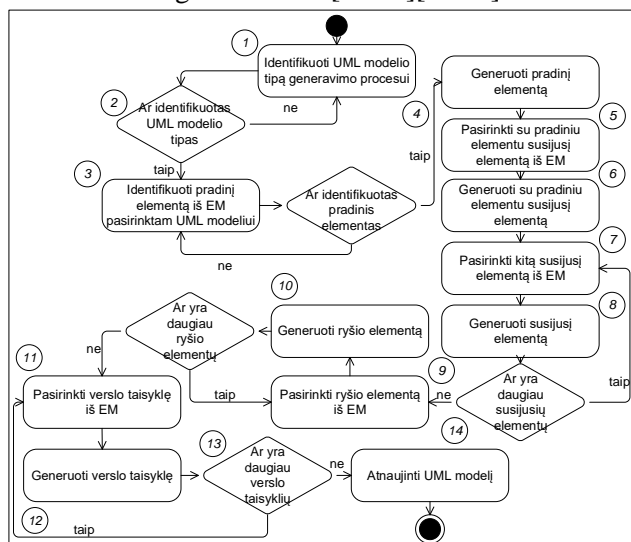 1
Identifikuoti UML modelio
tipą generavimo procesui
2
Ar identifikuotas
UML modelio
tipas
ne
taip
3
Identifikuoti pradinį
elementą iš EM
pasirinktam UML modeliui
Ar identifikuotas
pradinis
elementas
ne
4
taip
Generuoti pradinį
elementą
5
Pasirinkti su pradiniu
elementu susijusį
elementą iš EM
6
Generuoti su pradiniu
elementu susijusį
elementą
7
Pasirinkti kitą susijusį
elementą iš EM
8
Generuoti susijusį
elementą
Ar yra
daugiau
susijusių
elementų
taip
ne
9
Pasirinkti ryšio elementą
iš EM
10
Generuoti ryšio elementą
Ar yra
daugiau
ryšio
elementų
taip
ne
11
Pasirinkti verslo taisyklę
iš EM
Generuoti verslo taisyklę
12
13
Ar yra
daugiau
verslo
taisyklių
taip
ne
14
Atnaujinti UML modelį